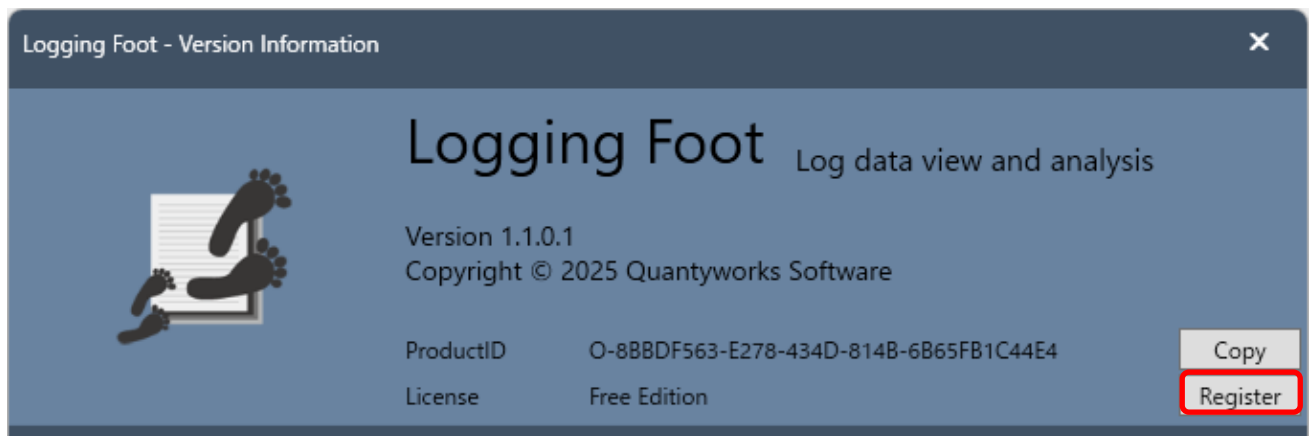 Logging Foot - Version Information
Logging Foot Log data view and analysis
Version 1.1.0.1
Copyright © 2025 Quantyworks Software
ProductID O-8BBDF563-E278-434D-814B-6B65FB1C44E4 Copy
License Free Edition Register